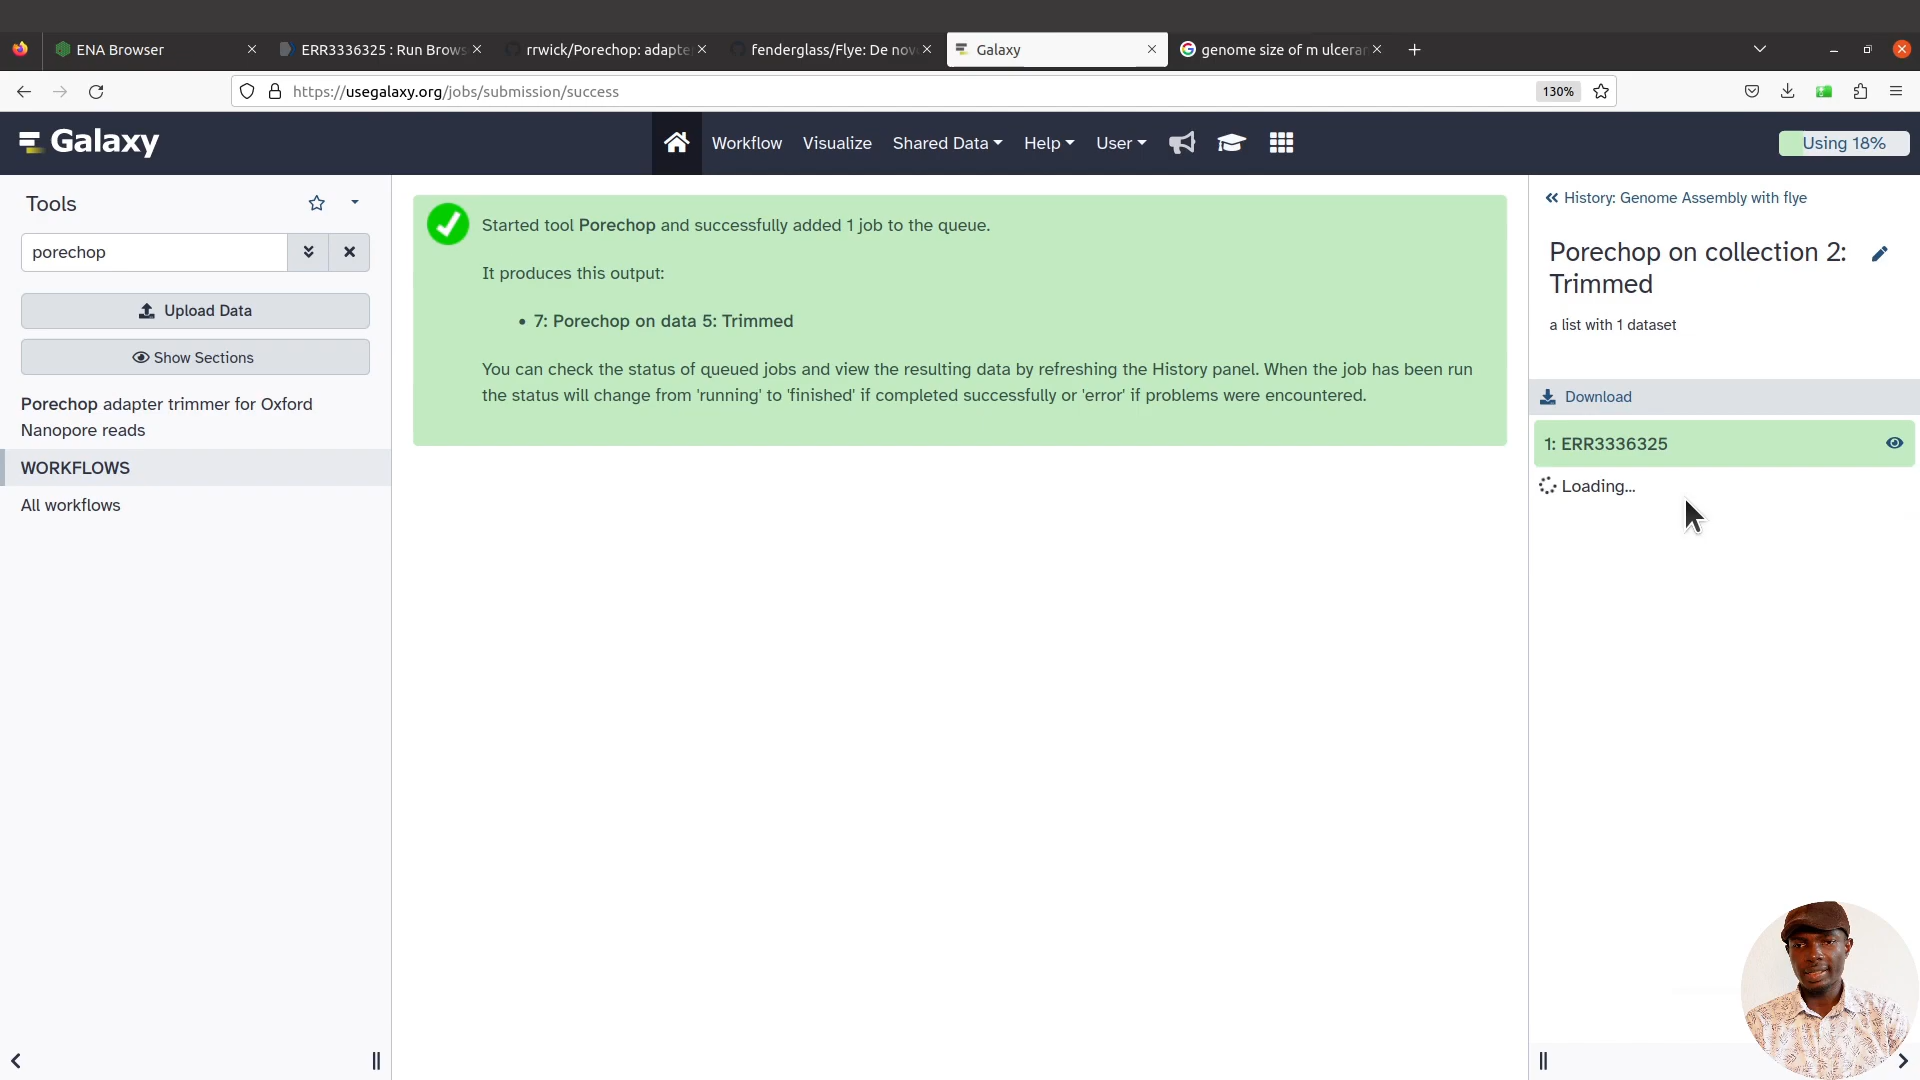 ENA Browser
ERR3336325 : Run Brows
rrwick/Porechop: adapte
fenderglass/Flye: De nov
Galaxy
genome size of m ulceran
https://usegalaxy.org/jobs/submission/success
130%
Galaxy
Workflow
Visualize
Shared Data
Help
User
Using 18%
Tools
porechop
Upload Data
Show Sections
Porechop adapter trimmer for Oxford
Nanopore reads
WORKFLOWS
All workflows
Started tool Porechop and successfully added 1 job to the queue.
It produces this output:
• 7: Porechop on data 5: Trimmed
You can check the status of queued jobs and view the resulting data by refreshing the History panel. When the job has been run
the status will change from 'running' to 'finished' if completed successfully or 'error' if problems were encountered.
History: Genome Assembly with flye
Porechop on collection 2:
Trimmed
a list with 1 dataset
Download
1: ERR3336325
Loading...